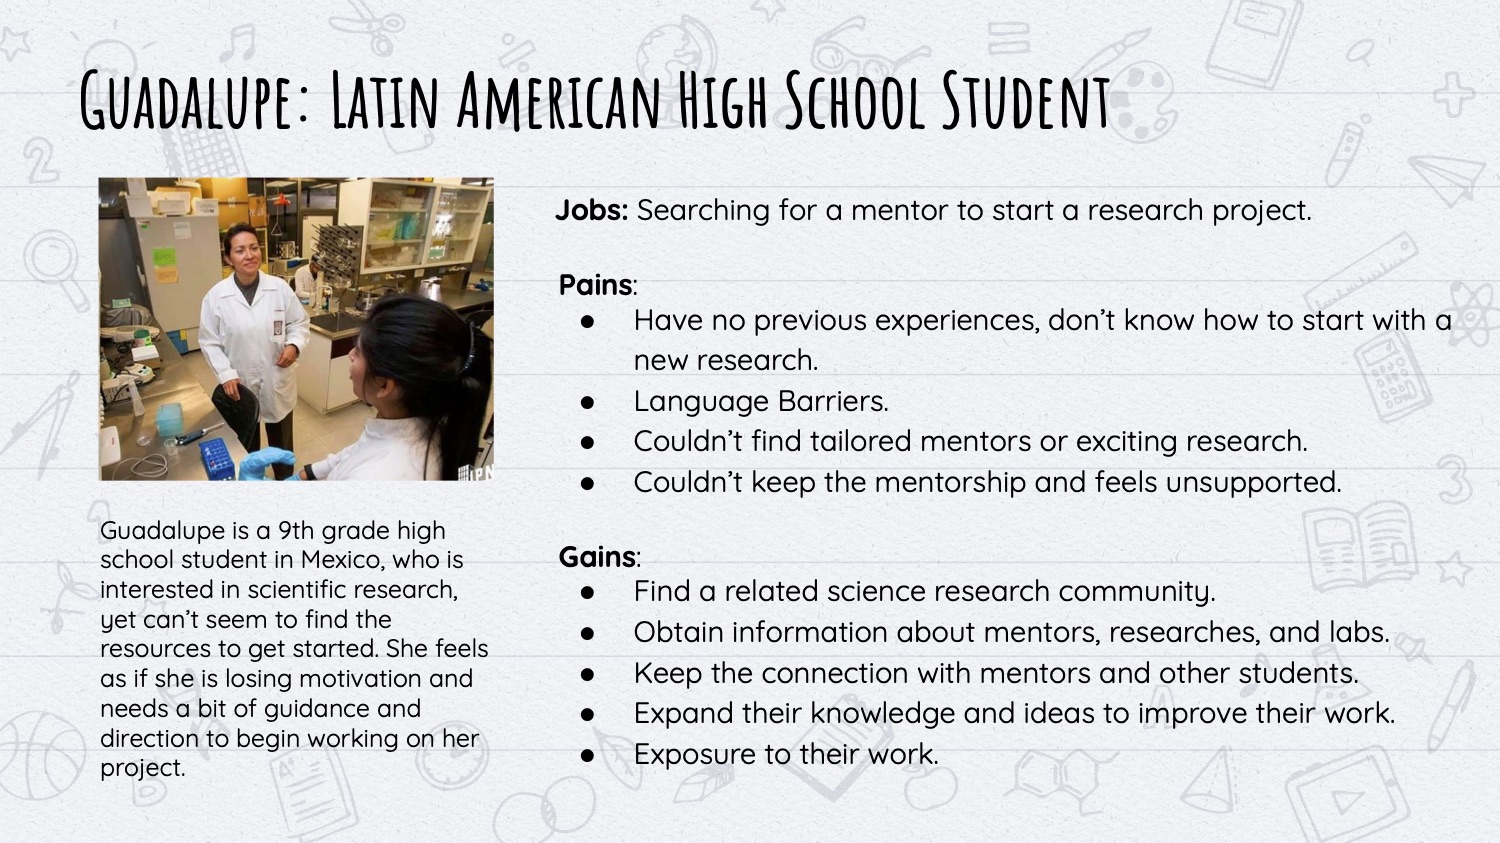 Guadalupe: Latin American High School Student
Jobs: Searching for a mentor to start a research project.
Pains:
● Have no previous experiences, don’t know how to start with a
new research.
● Language Barriers.
● Couldn’t find tailored mentors or exciting research.
● Couldn’t keep the mentorship and feels unsupported.
Gains:
● Find a related science research community.
● Obtain information about mentors, researches, and labs.
● Keep the connection with mentors and other students.
● Expand their knowledge and ideas to improve their work.
● Exposure to their work.
IPN
Guadalupe is a 9th grade high
school student in Mexico, who is
interested in scientific research,
yet can’t seem to find the
resources to get started. She feels
as if she is losing motivation and
needs a bit of guidance and
direction to begin working on her
project.
2
3
A+